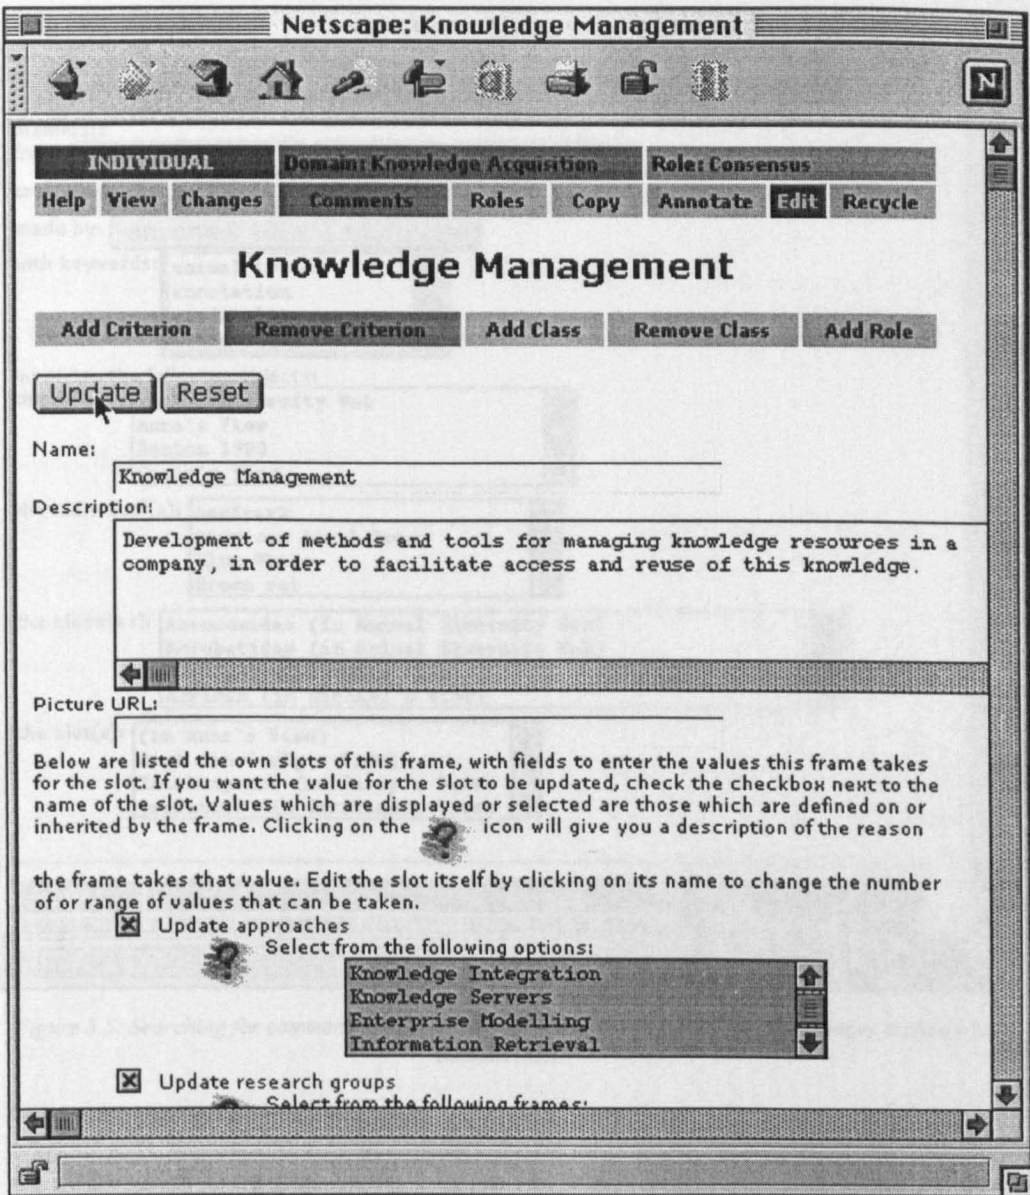 Netscape: Knowledge Management
N
INDIVIDUAL Domain: Knowledge Acquisition Role: Consensus
Help View Changes Comments Roles Copy Annotate Edit Recycle
Knowledge Management
Add Criterion Remove Criterion Add Class Remove Class Add Role
Update Reset
Name:
Knowledge Management
Description:
Development of methods and tools for managing knowledge resources in a
company, in order to facilitate access and reuse of this knowledge.
Picture URL:
Below are listed the own slots of this frame, with fields to enter the values this frame takes
for the slot. If you want the value for the slot to be updated, check the checkbox next to the
name of the slot. Values which are displayed or selected are those which are defined on or
inherited by the frame. Clicking on the ? icon will give you a description of the reason
the frame takes that value. Edit the slot itself by clicking on its name to change the number
of or range of values that can be taken.
Update approaches
? Select from the following options:
Knowledge Integration
Knowledge Servers
Enterprise Modelling
Information Retrieval
Update research groups
Select from the following frames: